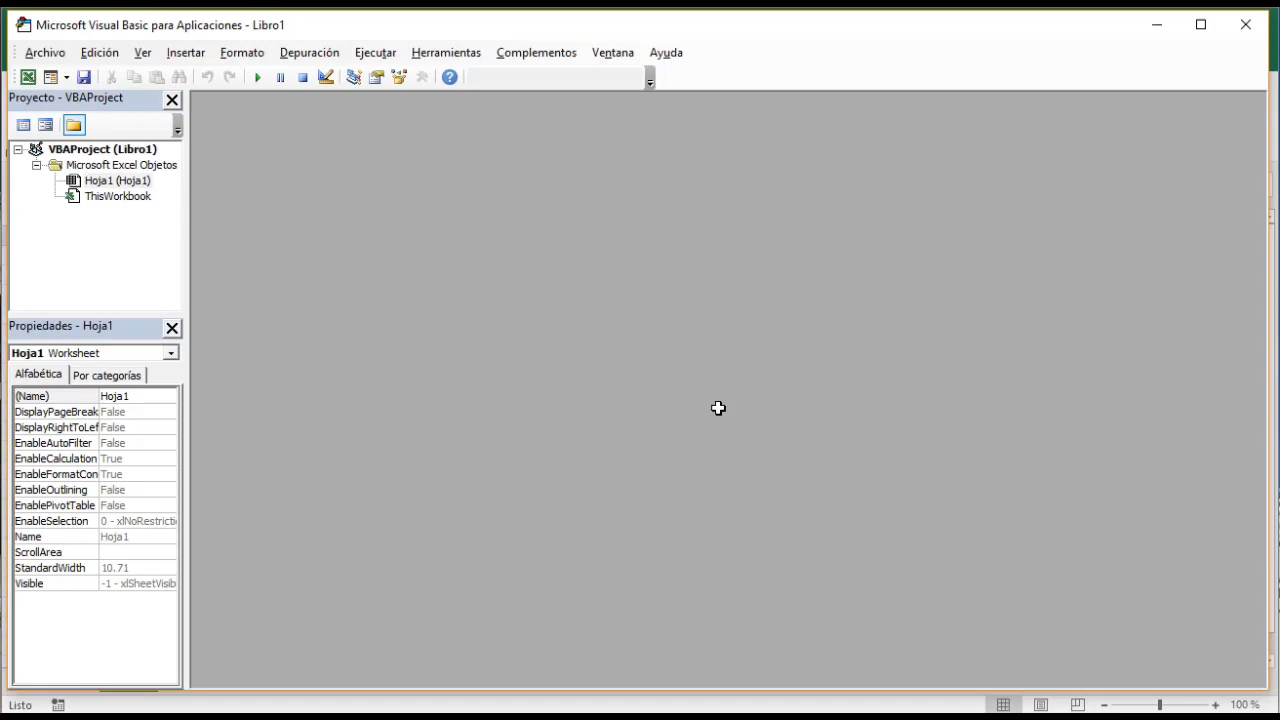 Microsoft Visual Basic para Aplicaciones - Libro1
Archivo Edición Ver Insertar Formato Depuración Ejecutar Herramientas Complementos Ventana Ayuda
Proyecto - VBAProject
VBAProject (Libro1)
Microsoft Excel Objetos
Hoja1 (Hoja1)
ThisWorkbook
Propiedades - Hoja1
Hoja1 Worksheet
Alfabética Por categorías
(Name) Hoja1
DisplayPageBreak False
DisplayRightToLef False
EnableAutoFilter False
EnableCalculation True
EnableFormatCon True
EnableOutlining False
EnablePivotTable False
EnableSelection 0 - xlNoRestricti
Name Hoja1
ScrollArea
StandardWidth 10.71
Visible -1 - xlSheetVisib
Listo 100 %